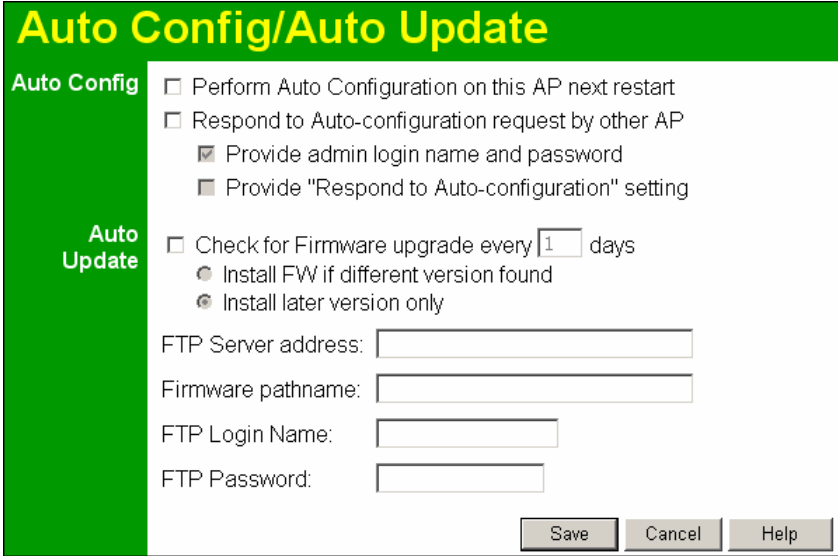 Auto Config/Auto Update
Auto Config
Perform Auto Configuration on this AP next restart
Respond to Auto-configuration request by other AP
Provide admin login name and password
Provide "Respond to Auto-configuration" setting
Auto Update
Check for Firmware upgrade every 1 days
Install FW if different version found
Install later version only
FTP Server address:
Firmware pathname:
FTP Login Name:
FTP Password:
Save Cancel Help